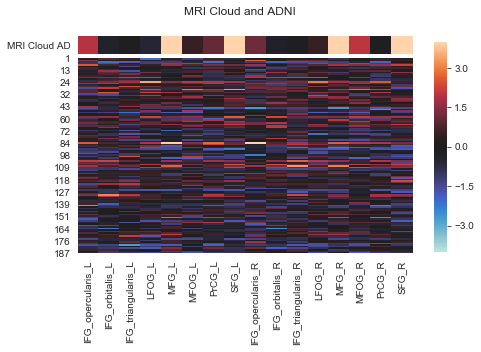 MRI Cloud and ADNI
MRI Cloud AD
1
13
24
32
43
60
72
84
98
109
118
127
139
151
164
176
187
3.0
1.5
0.0
−1.5
−3.0
IFG_opercularis_L
IFG_orbitalis_L
IFG_triangularis_L
LFOG_L
MFG_L
MFOG_L
PrCG_L
SFG_L
IFG_opercularis_R
IFG_orbitalis_R
IFG_triangularis_R
LFOG_R
MFG_R
MFOG_R
PrCG_R
SFG_R